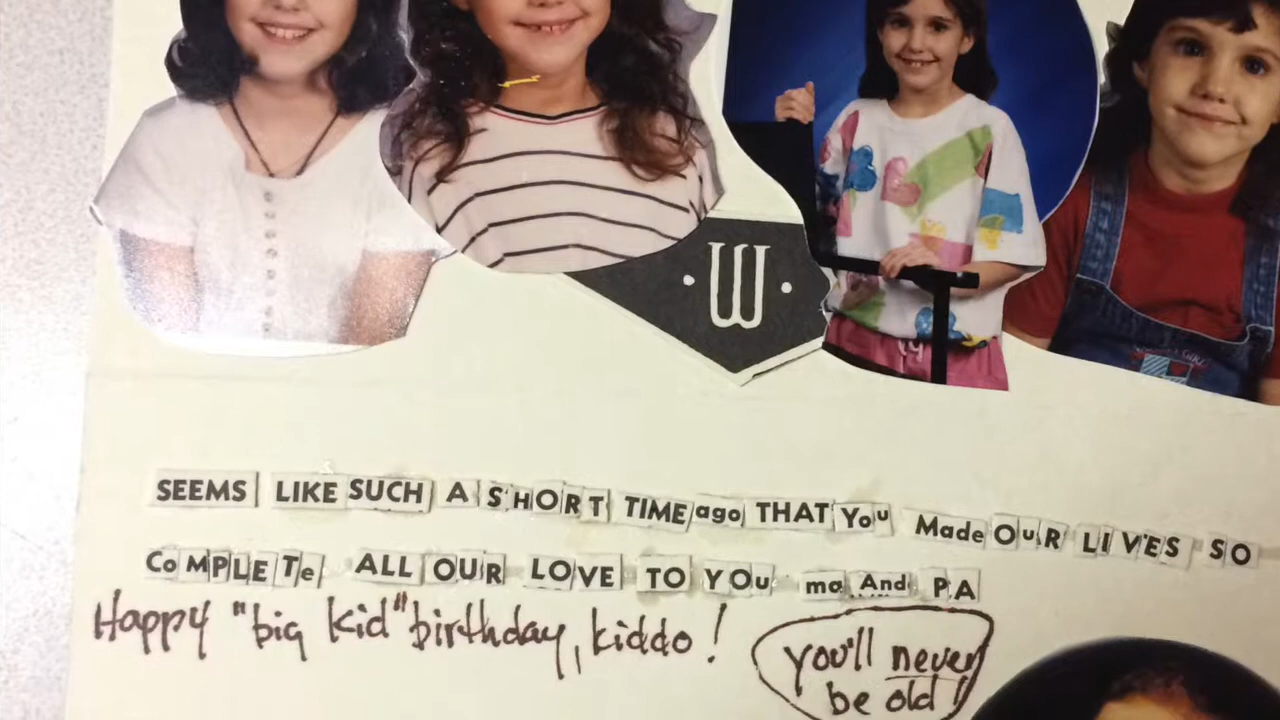 · W ·
SEEMS LIKE SUCH A SHORT TIME ago THAT YoU Made OUR LIVES SO
CoMPLETe ALL OUR LOVE TO YOu ma And PA
Happy "big kid" birthday, kiddo!
you'll never
be old!